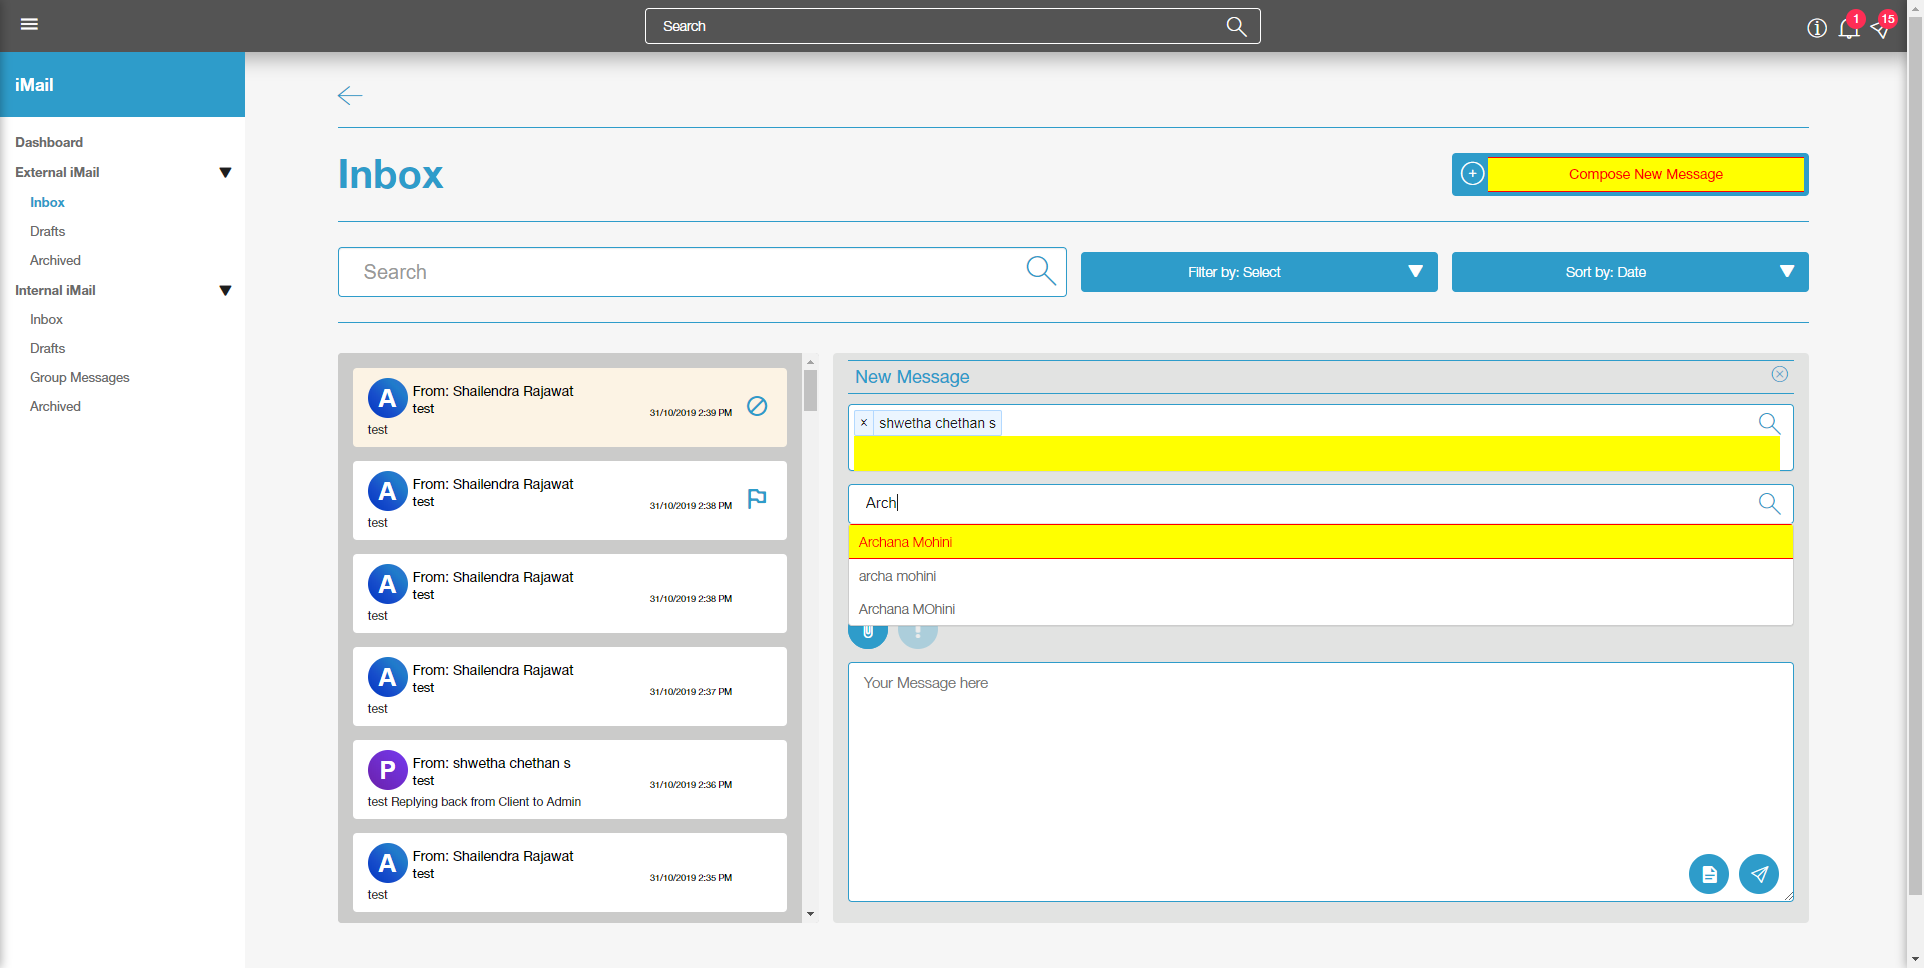 Search
1
15
iMail
Dashboard
External iMail
Inbox
Drafts
Archived
Internal iMail
Inbox
Drafts
Group Messages
Archived
Inbox
Compose New Message
Search
Filter by: Select
Sort by: Date
A
From: Shailendra Rajawat
test
31/10/2019 2:39 PM
test
A
From: Shailendra Rajawat
test
31/10/2019 2:38 PM
test
A
From: Shailendra Rajawat
test
31/10/2019 2:38 PM
test
A
From: Shailendra Rajawat
test
31/10/2019 2:37 PM
test
P
From: shwetha chethan s
test
31/10/2019 2:36 PM
test Replying back from Client to Admin
A
From: Shailendra Rajawat
test
31/10/2019 2:35 PM
test
New Message
× shwetha chethan s
Arch
Archana Mohini
archa mohini
Archana MOhini
Your Message here